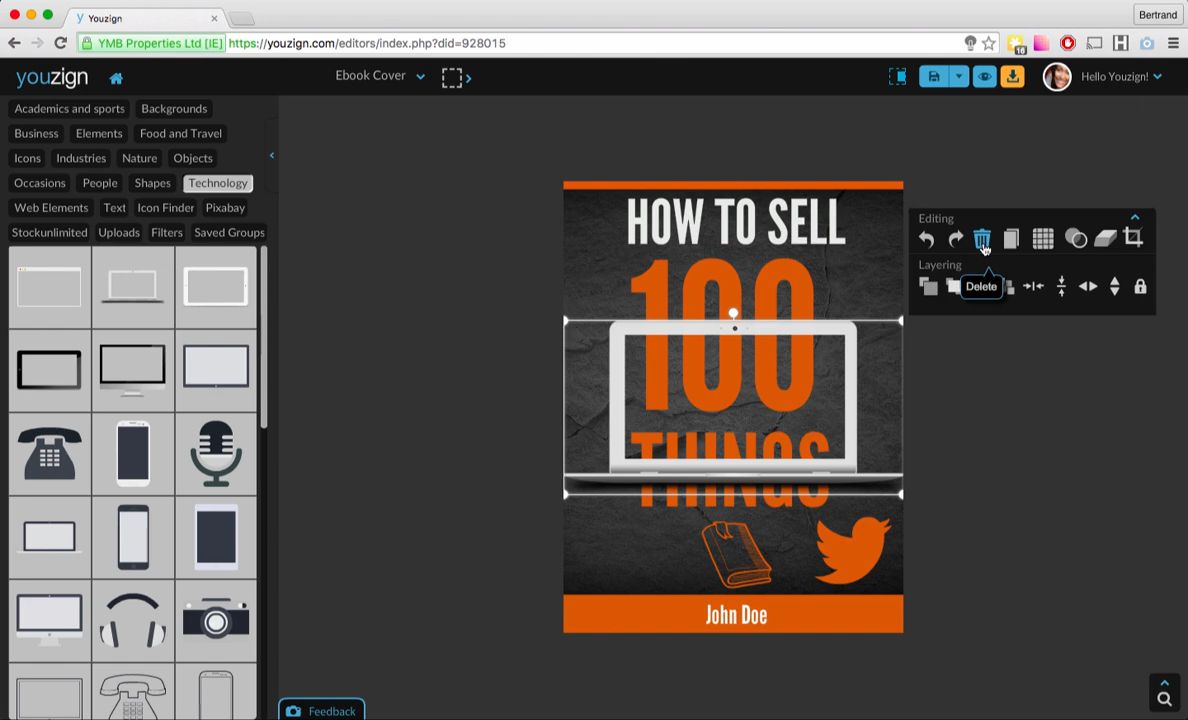 Youzign
Bertrand
YMB Properties Ltd [IE] https://youzign.com/editors/index.php?did=928015
16
youzign
Ebook Cover
Hello Youzign!
Academics and sports Backgrounds
Business Elements Food and Travel
Icons Industries Nature Objects
Occasions People Shapes Technology
Web Elements Text Icon Finder Pixabay
Stockunlimited Uploads Filters Saved Groups
HOW TO SELL
100
THINGS
John Doe
Editing
Layering
Delete
Feedback